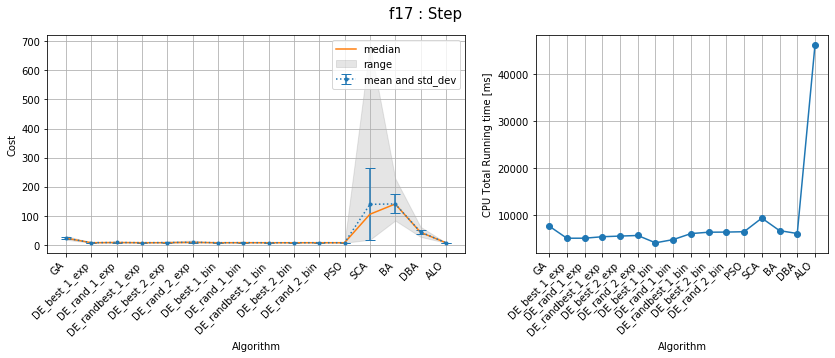 f17 : Step
700
600
500
400
300
200
100
0
Cost
median
range
mean and std_dev
GA
DE_best_1_exp
DE_rand_1_exp
DE_randbest_1_exp
DE_best_2_exp
DE_rand_2_exp
DE_best_1_bin
DE_rand_1_bin
DE_randbest_1_bin
DE_best_2_bin
DE_rand_2_bin
PSO
SCA
BA
DBA
ALO
Algorithm
40000
30000
20000
10000
CPU Total Running time [ms]
GA
DE_best_1_exp
DE_rand_1_exp
DE_randbest_1_exp
DE_best_2_exp
DE_rand_2_exp
DE_best_1_bin
DE_rand_1_bin
DE_randbest_1_bin
DE_best_2_bin
DE_rand_2_bin
PSO
SCA
BA
DBA
ALO
Algorithm